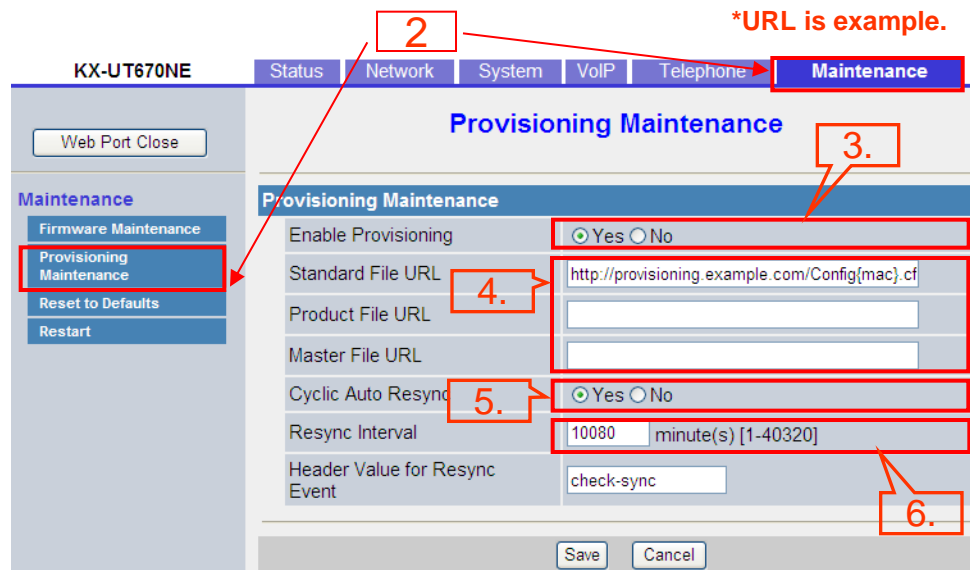 2
*URL is example.
KX-UT670NE
Status Network System VoIP Telephone Maintenance
Web Port Close
Provisioning Maintenance
3.
Maintenance
Firmware Maintenance
Provisioning
Maintenance
Reset to Defaults
Restart
Provisioning Maintenance
Enable Provisioning Yes No
Standard File URL http://provisioning.example.com/Config{mac}.cf
4.
Product File URL
Master File URL
Cyclic Auto Resync Yes No
5.
Resync Interval 10080 minute(s) [1-40320]
Header Value for Resync
Event
check-sync
6.
Save Cancel